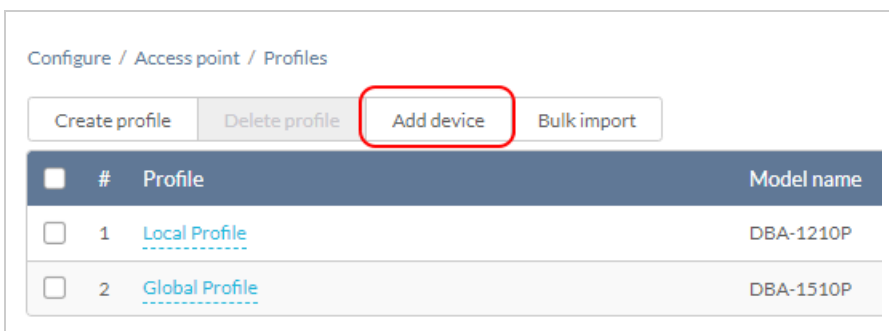 Configure / Access point / Profiles
Create profile Delete profile Add device Bulk import
# Profile Model name
1 Local Profile DBA-1210P
2 Global Profile DBA-1510P